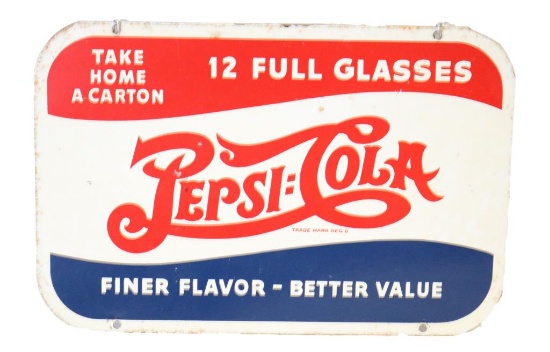 TAKE
HOME
A CARTON
12 FULL GLASSES
PEPSI=COLA
TRADE MARK REG'D
FINER FLAVOR - BETTER VALUE